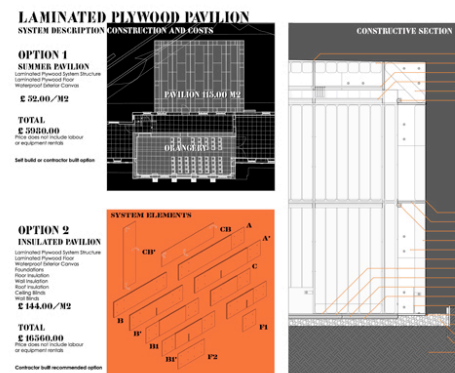 LAMINATED PLYWOOD PAVILION
SYSTEM DESCRIPTION CONSTRUCTION AND COSTS
OPTION 1
SUMMER PAVILION
Laminated Plywood System Structure
Laminated Plywood Floor
Waterproof Exterior Canvas
£ 52.00/M2
TOTAL
£ 5980.00
Price does not include labour
or equipment rentals
Self build or contractor built option
PAVILION 115,00 M2
ORANGERY
OPTION 2
INSULATED PAVILION
Laminated Plywood System Structure
Laminated Plywood Floor
Waterproof Exterior Canvas
Foundations
Floor Insulation
Wall Insulation
Roof Insulation
Ceiling Blinds
Wall Blinds
£ 144.00/M2
TOTAL
£ 16560.00
Price does not include labour
or equipment rentals
Contractor built recommended option
SYSTEM ELEMENTS
A
CB
A'
CB'
C
B
B'
F1
B1
B1'
F2
CONSTRUCTIVE SECTION